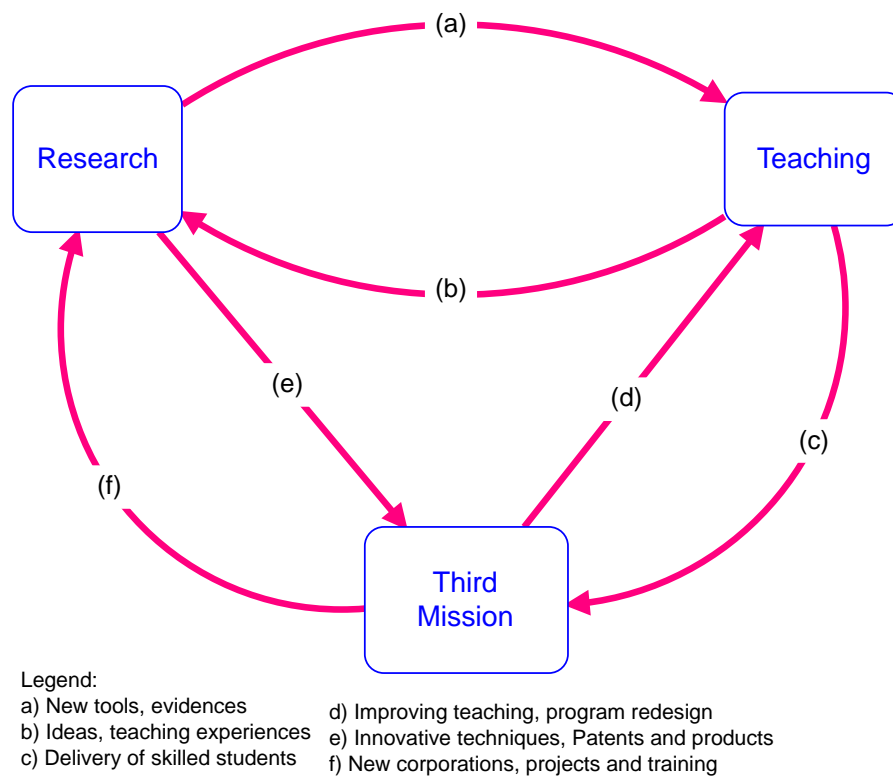 (a)
Research
Teaching
(b)
(e)
(d)
(c)
(f)
Third
Mission
Legend:
a) New tools, evidences
b) Ideas, teaching experiences
c) Delivery of skilled students
d) Improving teaching, program redesign
e) Innovative techniques, Patents and products
f) New corporations, projects and training